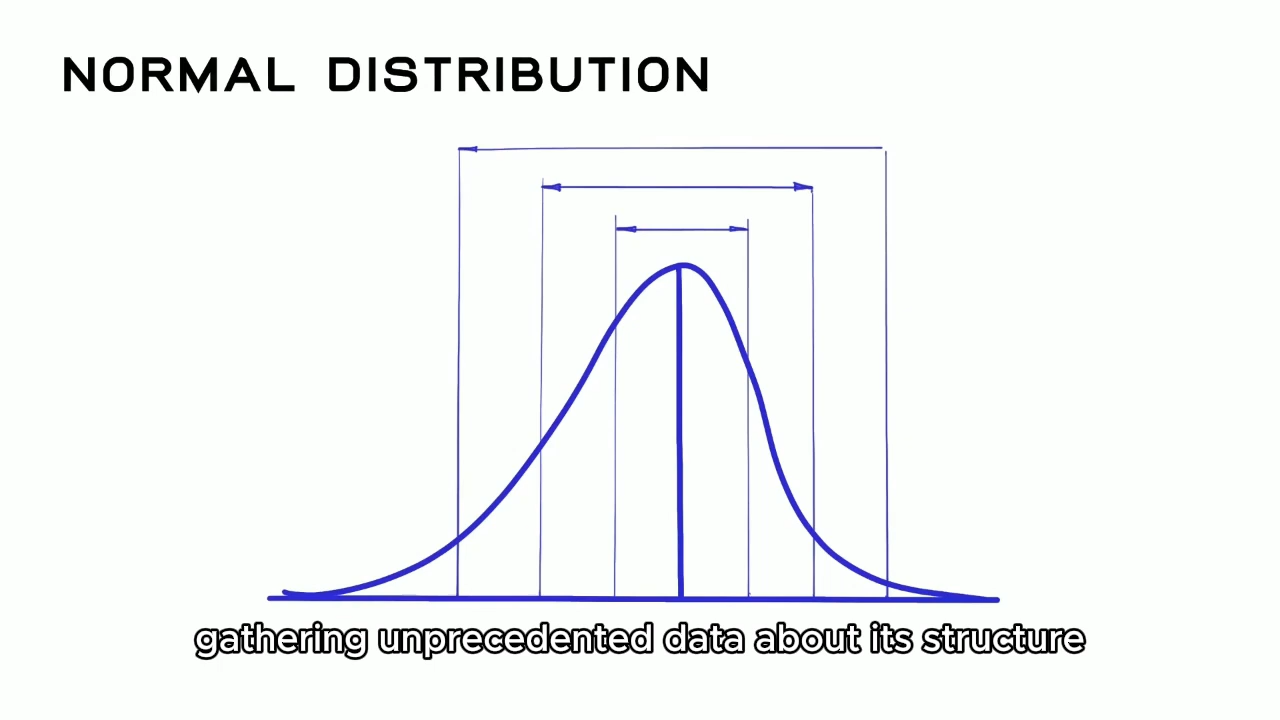 NORMAL DISTRIBUTION
gathering unprecedented data about its structure